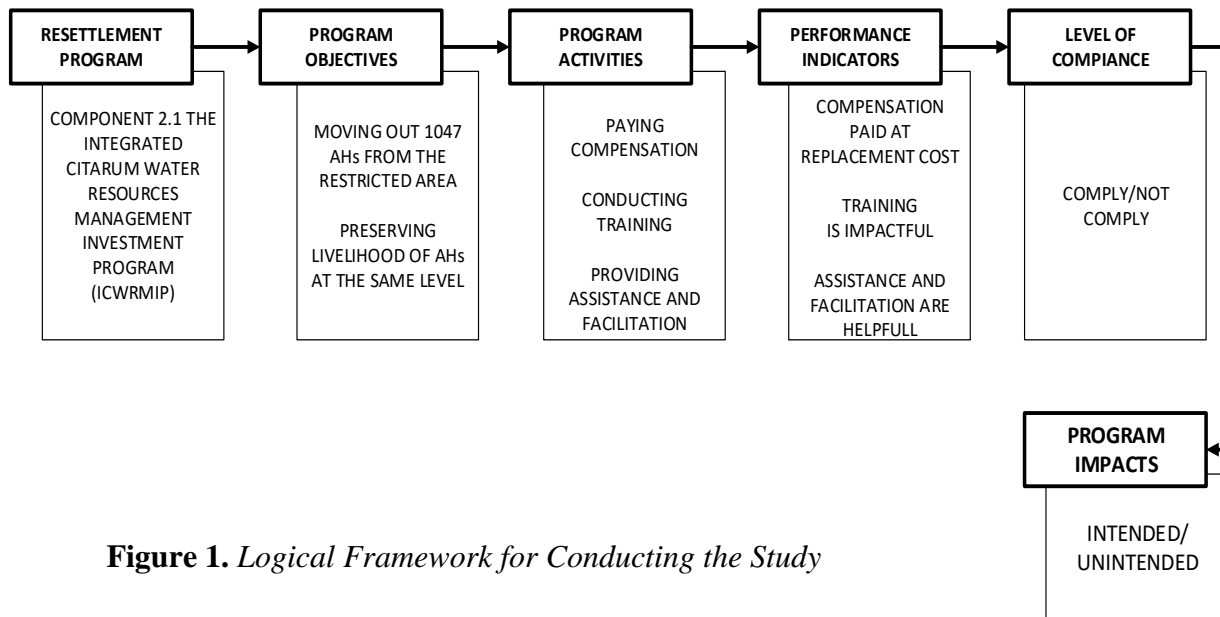 RESETTLEMENT
PROGRAM
COMPONENT 2.1 THE
INTEGRATED
CITARUM WATER
RESOURCES
MANAGEMENT
INVESTMENT
PROGRAM
(ICWRMIP)
PROGRAM
OBJECTIVES
MOVING OUT 1047
AHs FROM THE
RESTRICTED AREA
PRESERVING
LIVELIHOOD OF AHs
AT THE SAME LEVEL
PROGRAM
ACTIVITIES
PAYING
COMPENSATION
CONDUCTING
TRAINING
PROVIDING
ASSISTANCE AND
FACILITATION
PERFORMANCE
INDICATORS
COMPENSATION
PAID AT
REPLACEMENT COST
TRAINING
IS IMPACTFUL
ASSISTANCE AND
FACILITATION ARE
HELPFULL
LEVEL OF
COMPIANCE
COMPLY/NOT
COMPLY
PROGRAM
IMPACTS
INTENDED/
UNINTENDED
Figure 1. Logical Framework for Conducting the Study